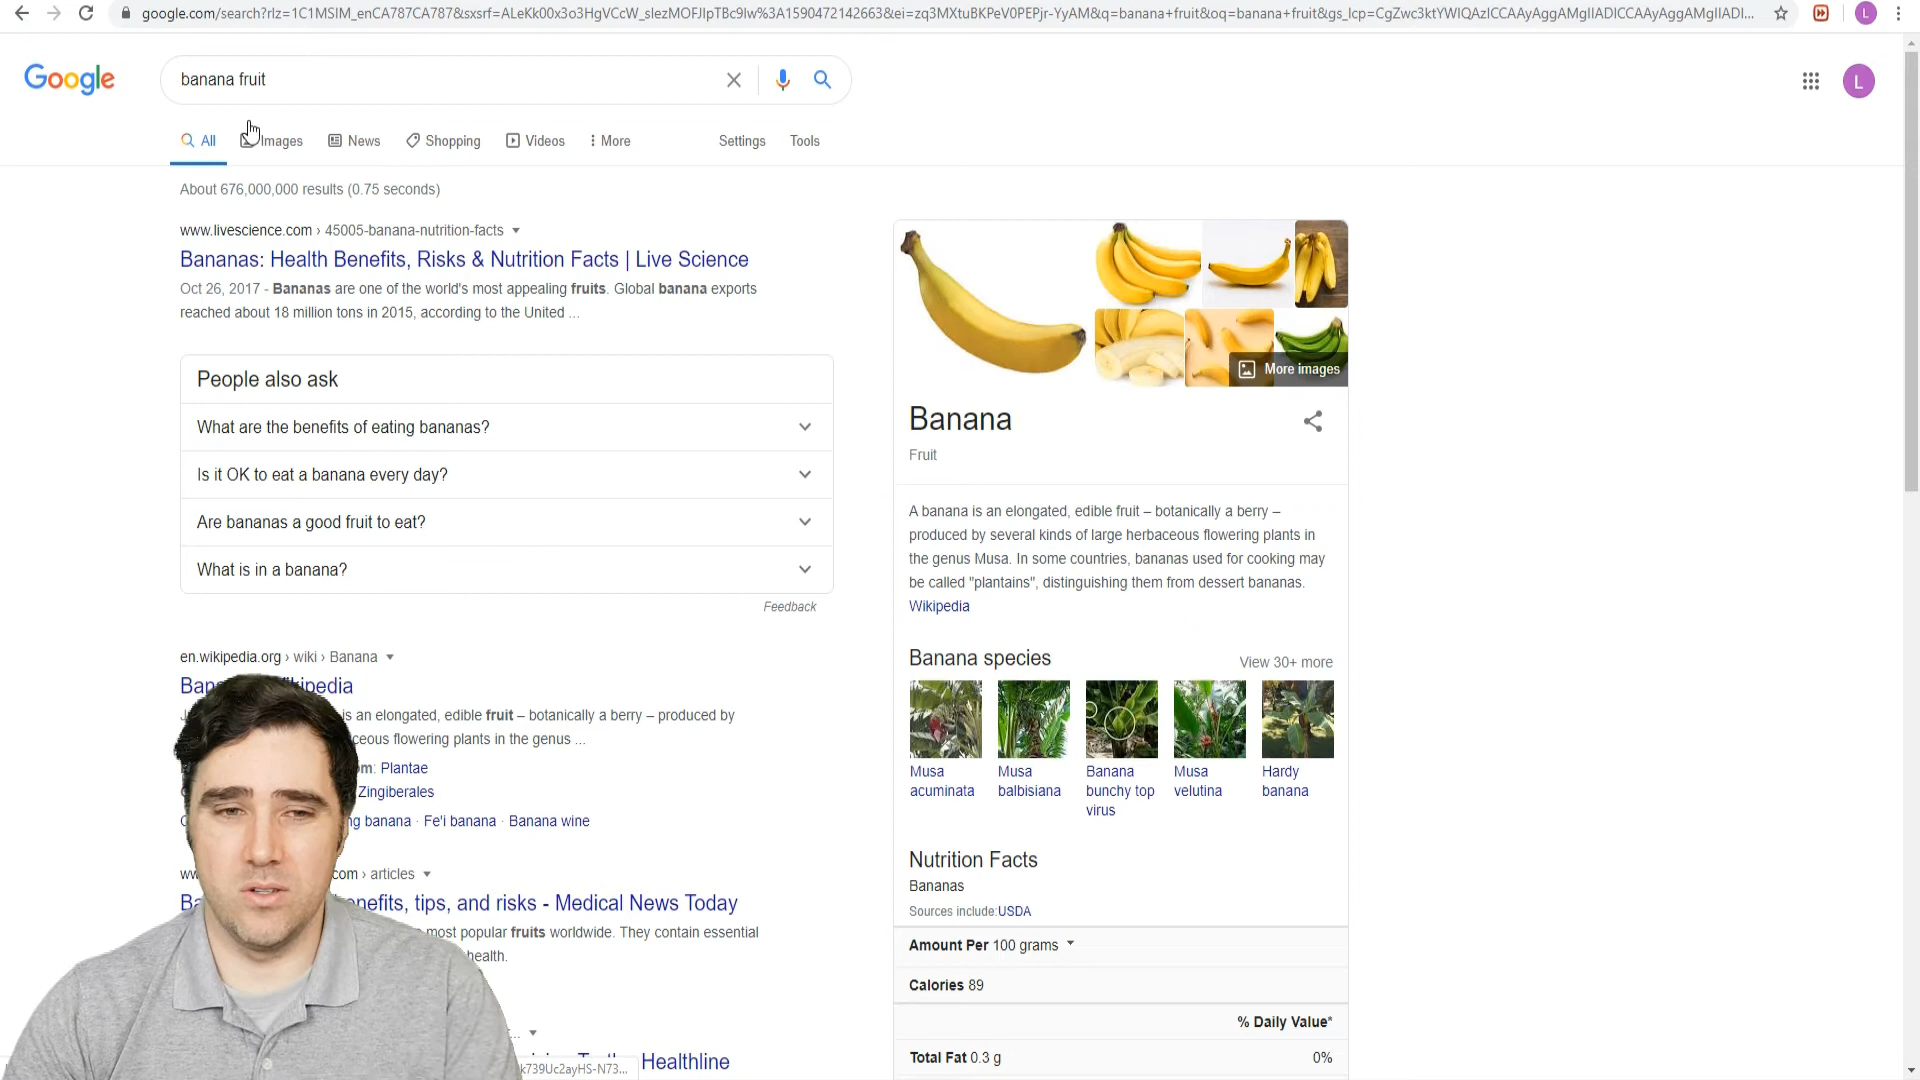 google.com/search?rlz=1C1MSIM_enCA787CA787&sxsrf=ALeKk00x3o3HgVCcW_slezMOFJIpTBc9lw%3A1590472142663&ei=zq3MXtuBKPeV0PEPjr-YyAM&q=banana+fruit&oq=banana+fruit&gs_lcp=CgZwc3ktYWIQAzICCAAyAggAMgIIADICCAAyAggAMgIIADICCAAyAggAMgIIADI...
L
Google
banana fruit
L
All Images News Shopping Videos More Settings Tools
About 676,000,000 results (0.75 seconds)
www.livescience.com › 45005-banana-nutrition-facts
Bananas: Health Benefits, Risks & Nutrition Facts | Live Science
Oct 26, 2017 - Bananas are one of the world's most appealing fruits. Global banana exports
reached about 18 million tons in 2015, according to the United ...
People also ask
What are the benefits of eating bananas?
Is it OK to eat a banana every day?
Are bananas a good fruit to eat?
What is in a banana?
Feedback
en.wikipedia.org › wiki › Banana
is an elongated, edible fruit – botanically a berry – produced by
flowering plants in the genus ...
Plantae
Zingiberales
banana · Fe'i banana · Banana wine
com › articles
tips, and risks - Medical News Today
most popular fruits worldwide. They contain essential
health.
Healthline
k739Uc2ayHS-N73...
More images
Banana
Fruit
A banana is an elongated, edible fruit – botanically a berry –
produced by several kinds of large herbaceous flowering plants in
the genus Musa. In some countries, bananas used for cooking may
be called "plantains", distinguishing them from dessert bananas.
Wikipedia
Banana species
View 30+ more
Musa acuminata
Musa balbisiana
Banana bunchy top virus
Musa velutina
Hardy banana
Nutrition Facts
Bananas
Sources include:USDA
Amount Per 100 grams
Calories 89
% Daily Value*
Total Fat 0.3 g 0%